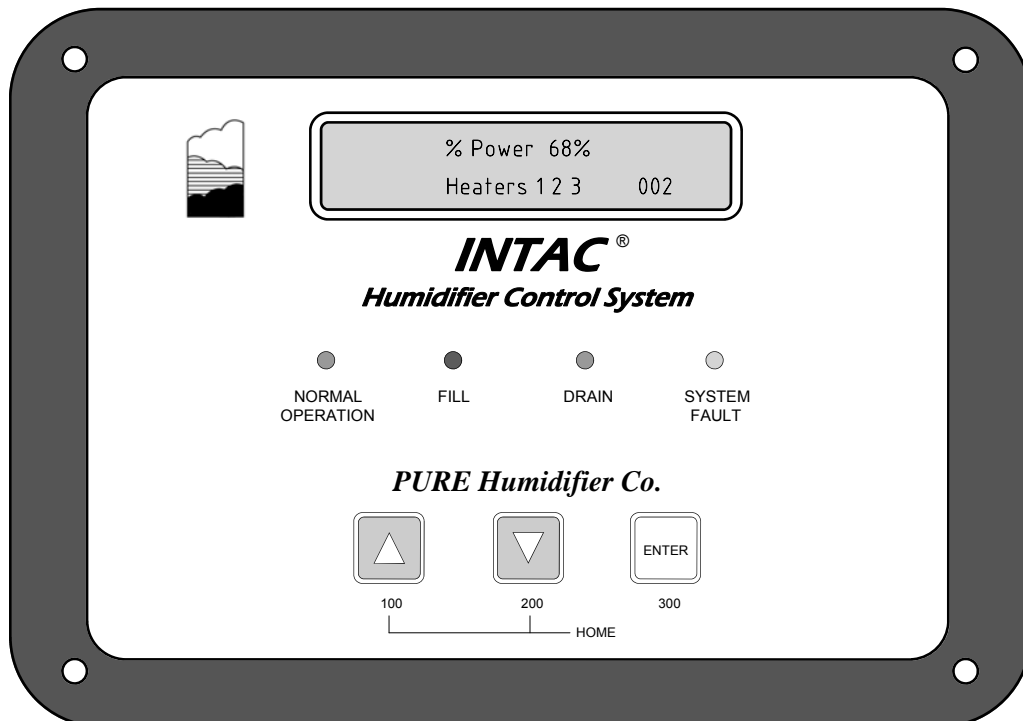 % Power 68%
Heaters 1 2 3 002
INTAC ®
Humidifier Control System
NORMAL OPERATION
FILL
DRAIN
SYSTEM FAULT
PURE Humidifier Co.
ENTER
100 200 300
HOME